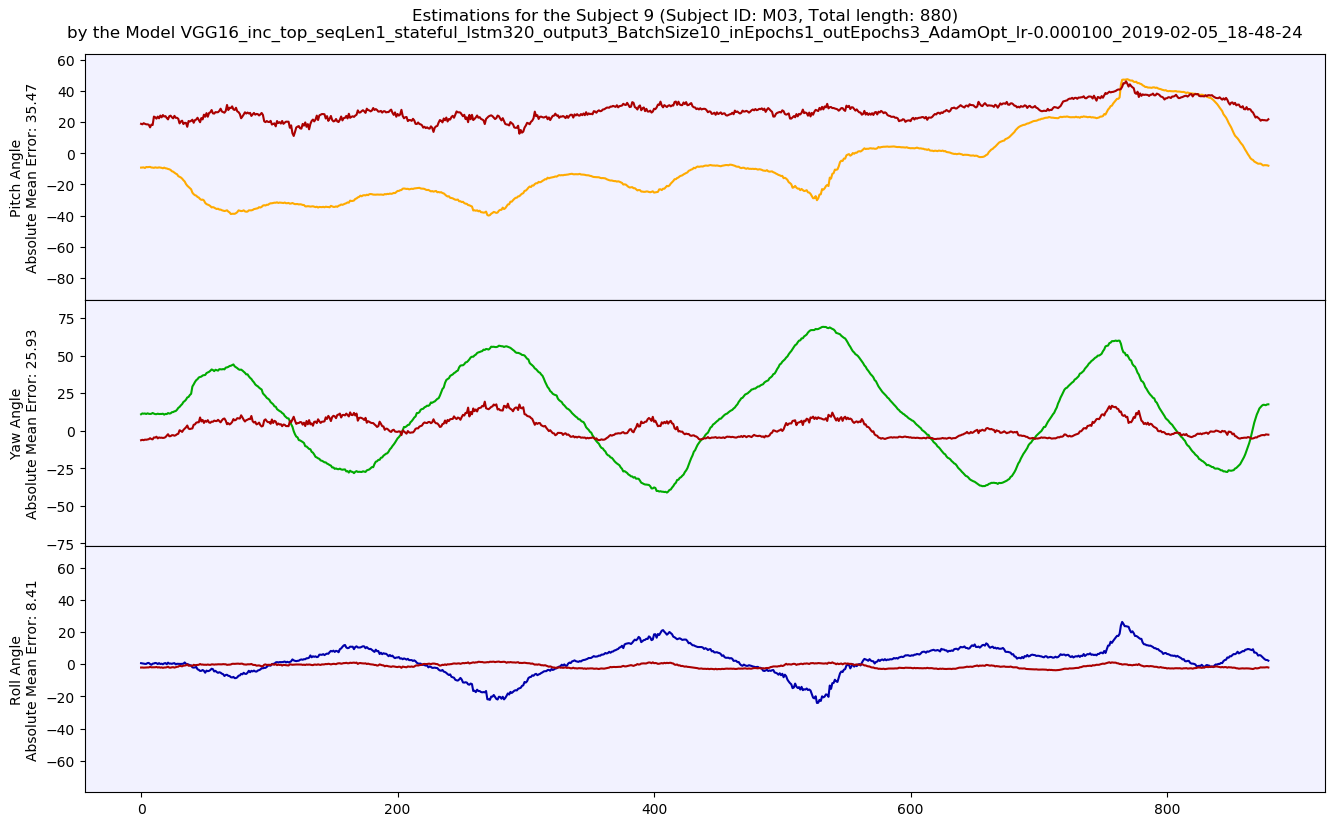 Estimations for the Subject 9 (Subject ID: M03, Total length: 880)
by the Model VGG16_inc_top_seqLen1_stateful_lstm320_output3_BatchSize10_inEpochs1_outEpochs3_AdamOpt_lr-0.000100_2019-02-05_18-48-24
Pitch Angle
Absolute Mean Error: 35.47
60
40
20
0
−20
−40
−60
−80
Yaw Angle
Absolute Mean Error: 25.93
75
50
25
0
−25
−50
−75
Roll Angle
Absolute Mean Error: 8.41
60
40
20
0
−20
−40
−60
0 200 400 600 800